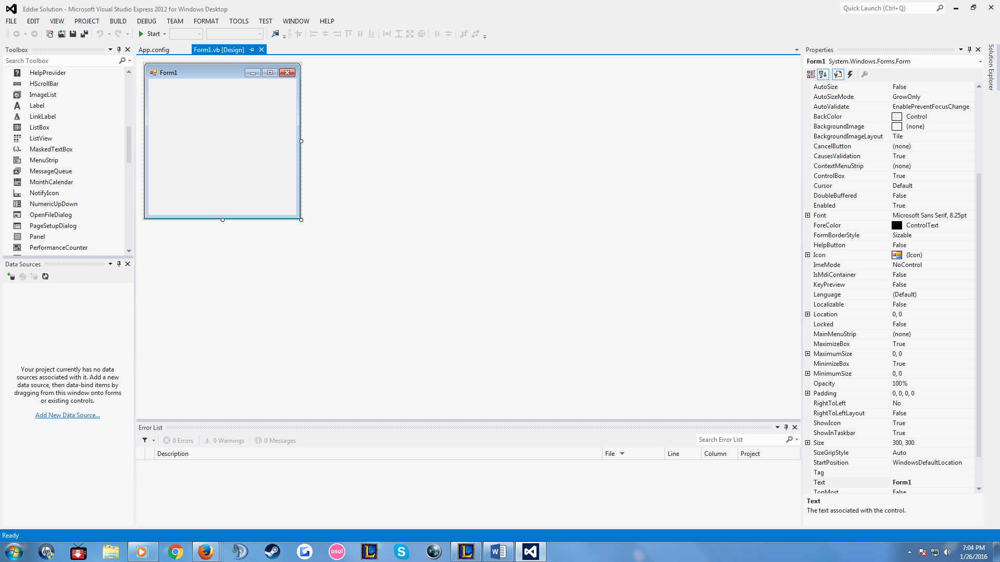 Eddie Solution - Microsoft Visual Studio Express 2012 for Windows Desktop
Quick Launch (Ctrl+Q)
FILE EDIT VIEW PROJECT BUILD DEBUG TEAM FORMAT TOOLS TEST WINDOW HELP
Start
Toolbox
Search Toolbox
HelpProvider
HScrollBar
ImageList
Label
LinkLabel
ListBox
ListView
MaskedTextBox
MenuStrip
MessageQueue
MonthCalendar
NotifyIcon
NumericUpDown
OpenFileDialog
PageSetupDialog
Panel
PerformanceCounter
Data Sources
Your project currently has no data
sources associated with it. Add a new
data source, then data-bind items by
dragging from this window onto forms
or existing controls.
Add New Data Source...
App.config
Form1.vb [Design]
Form1
Error List
0 Errors
0 Warnings
0 Messages
Search Error List
Description File Line Column Project
Properties
Form1 System.Windows.Forms.Form
AutoSize False
AutoSizeMode GrowOnly
AutoValidate EnablePreventFocusChange
BackColor Control
BackgroundImage (none)
BackgroundImageLayout Tile
CancelButton (none)
CausesValidation True
ContextMenuStrip (none)
ControlBox True
Cursor Default
DoubleBuffered False
Enabled True
Font Microsoft Sans Serif, 8.25pt
ForeColor ControlText
FormBorderStyle Sizable
HelpButton False
Icon (Icon)
ImeMode NoControl
IsMdiContainer False
KeyPreview False
Language (Default)
Localizable False
Location 0, 0
Locked False
MainMenuStrip (none)
MaximizeBox True
MaximumSize 0, 0
MinimizeBox True
MinimumSize 0, 0
Opacity 100%
Padding 0, 0, 0, 0
RightToLeft No
RightToLeftLayout False
ShowIcon True
ShowInTaskbar True
Size 300, 300
SizeGripStyle Auto
StartPosition WindowsDefaultLocation
Tag
Text Form1
TopMost False
Text
The text associated with the control.
Solution Explorer
Ready
hp
osu!
L
S
L
W
7:04 PM
1/26/2016